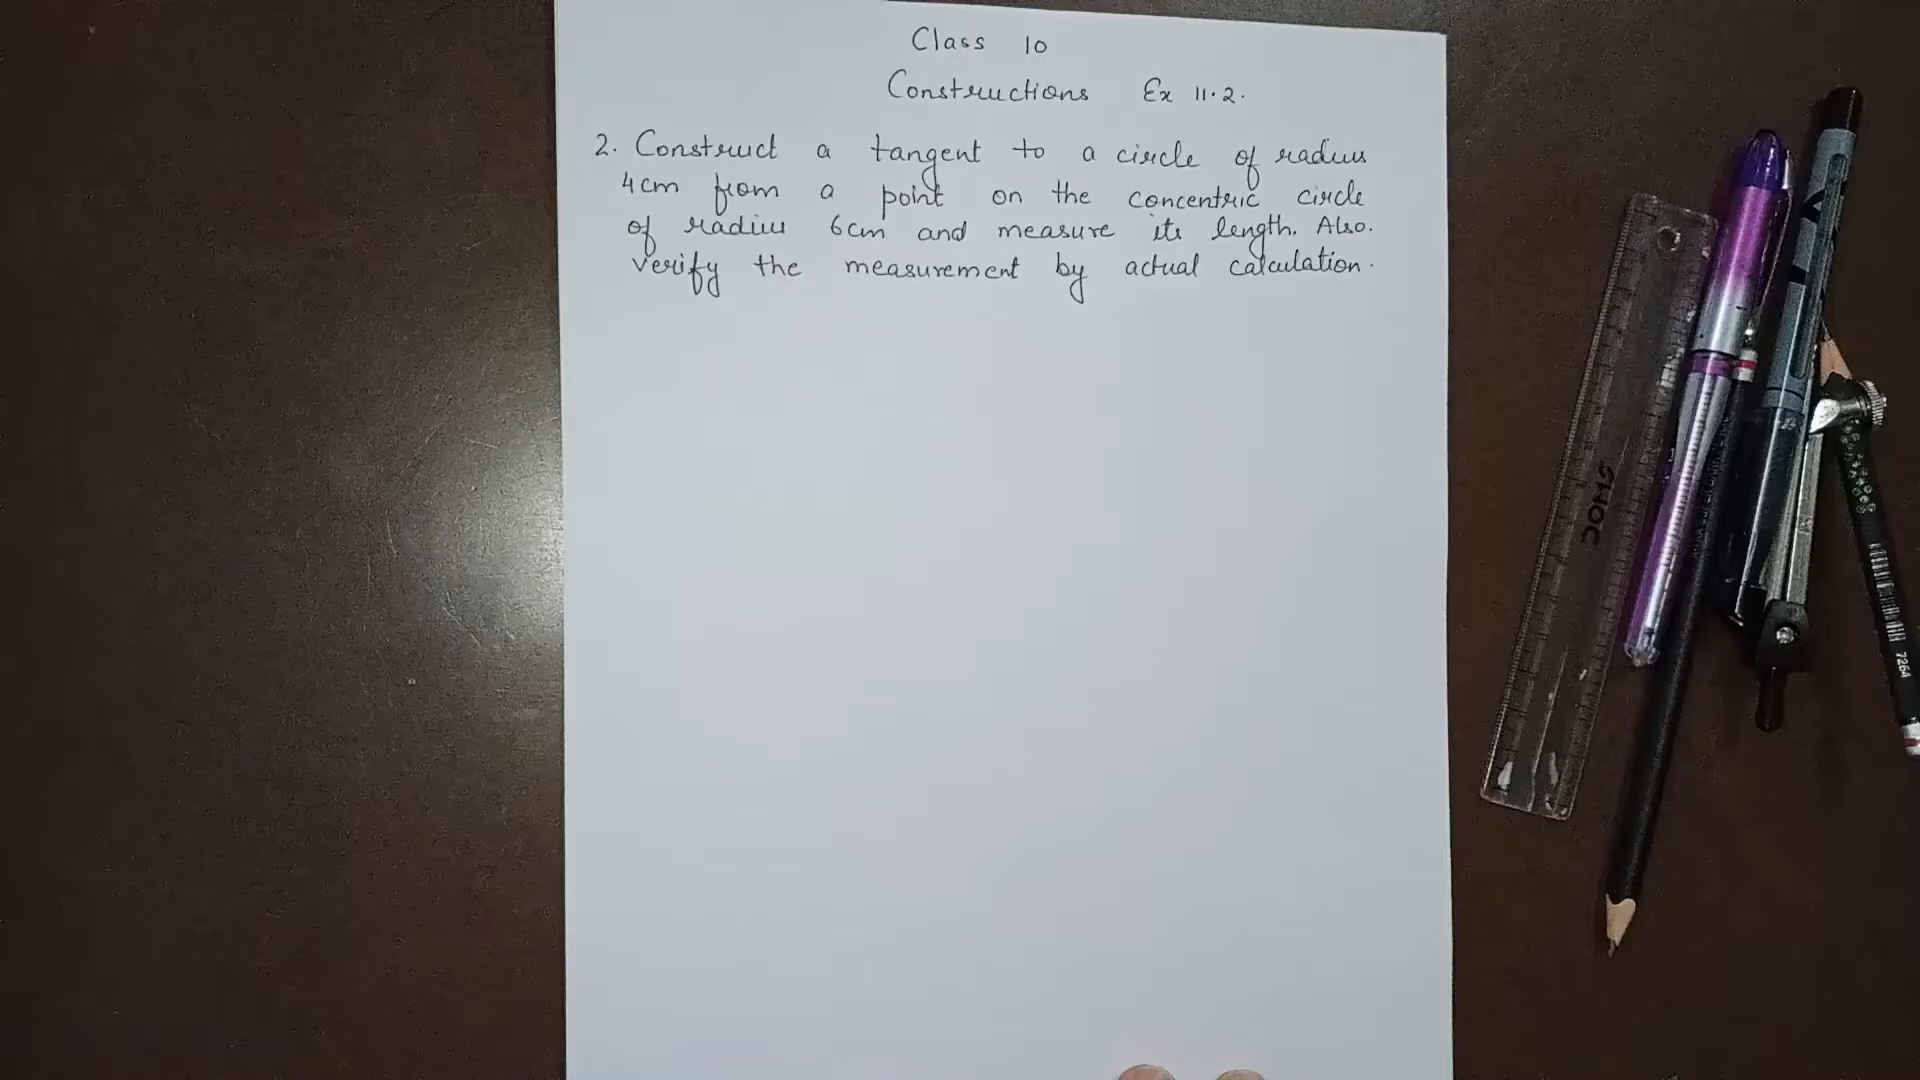 Class 10
Constructions Ex 11.2.
2. Construct a tangent to a circle of radius
4cm from a point on the concentric circle
of radius 6cm and measure its length. Also.
verify the measurement by actual calculation.
DOMS
7264